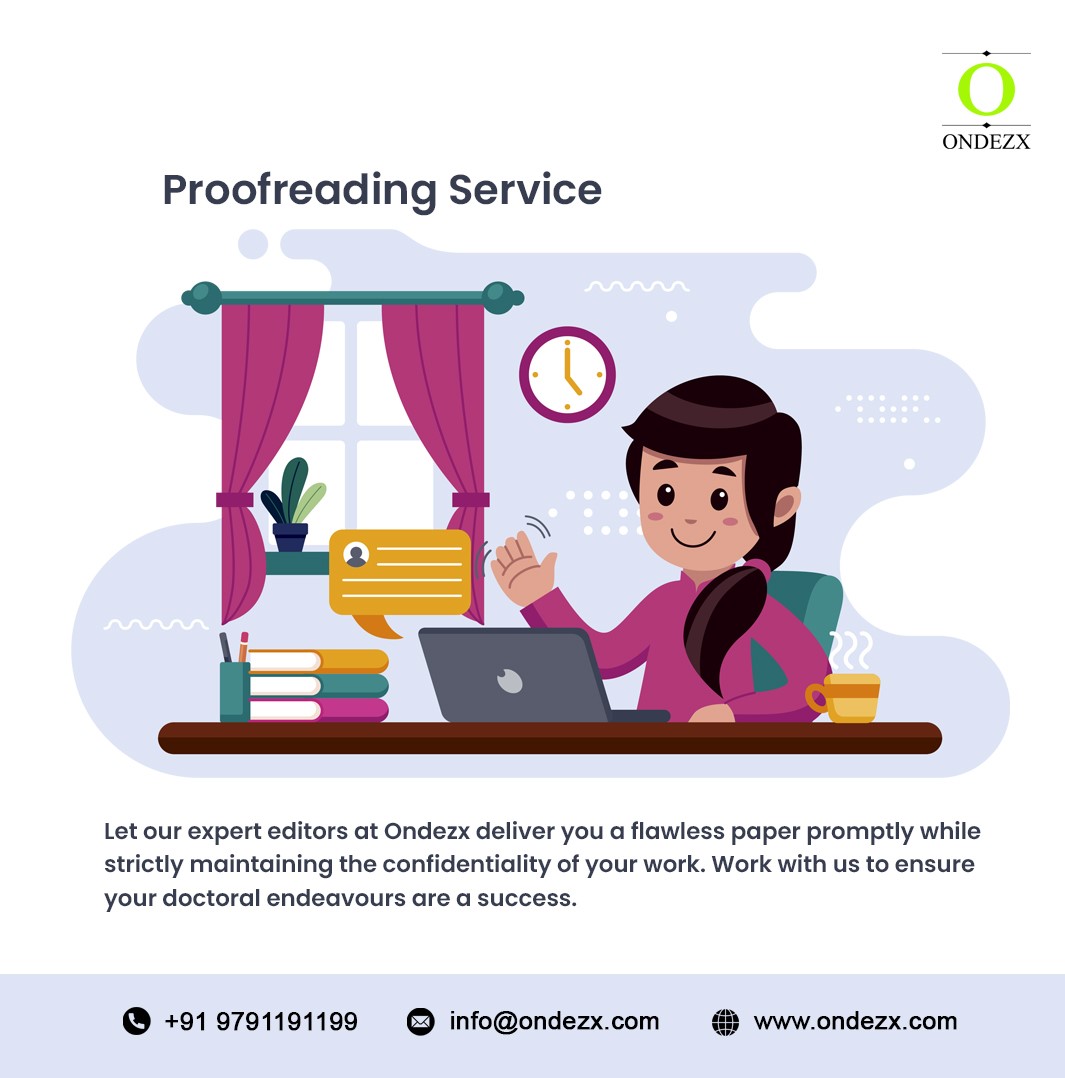 O
ONDEZX
Proofreading Service
Let our expert editors at Ondezx deliver you a flawless paper promptly while
strictly maintaining the confidentiality of your work. Work with us to ensure
your doctoral endeavours are a success.
+91 9791191199
info@ondezx.com
www.ondezx.com